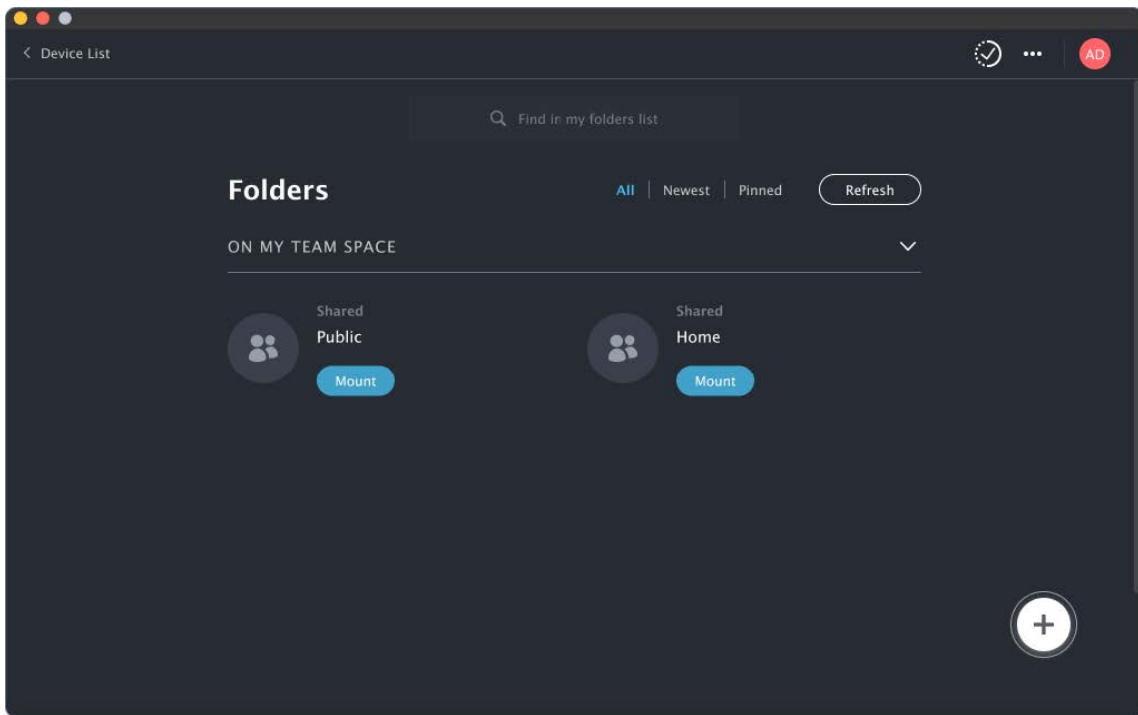 Device List
AD
Find in my folders list
Folders
All | Newest | Pinned
Refresh
ON MY TEAM SPACE
Shared
Public
Mount
Shared
Home
Mount